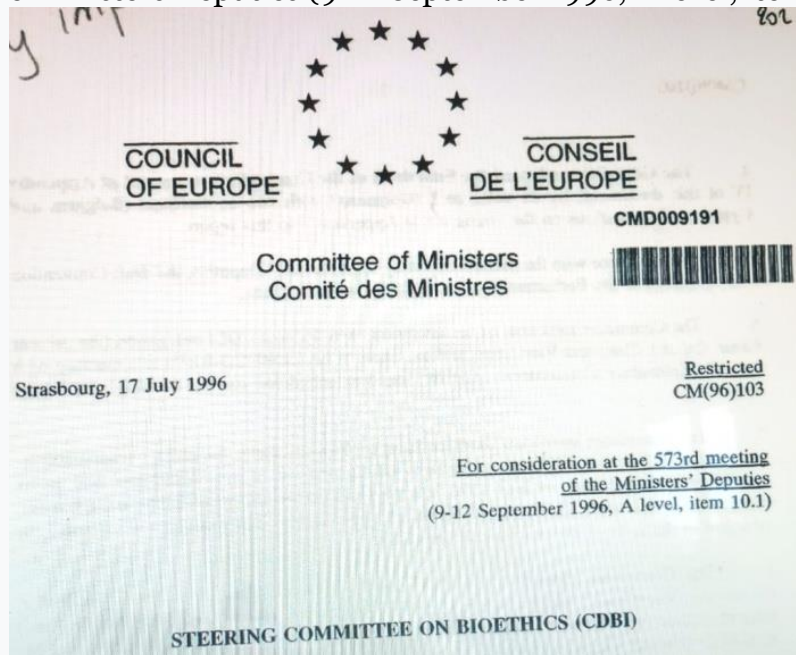 802
COUNCIL
OF EUROPE
CONSEIL
DE L'EUROPE
CMD009191
Committee of Ministers
Comité des Ministres
Strasbourg, 17 July 1996
Restricted
CM(96)103
For consideration at the 573rd meeting
of the Ministers' Deputies
(9-12 September 1996, A level, item 10.1)
STEERING COMMITTEE ON BIOETHICS (CDBI)